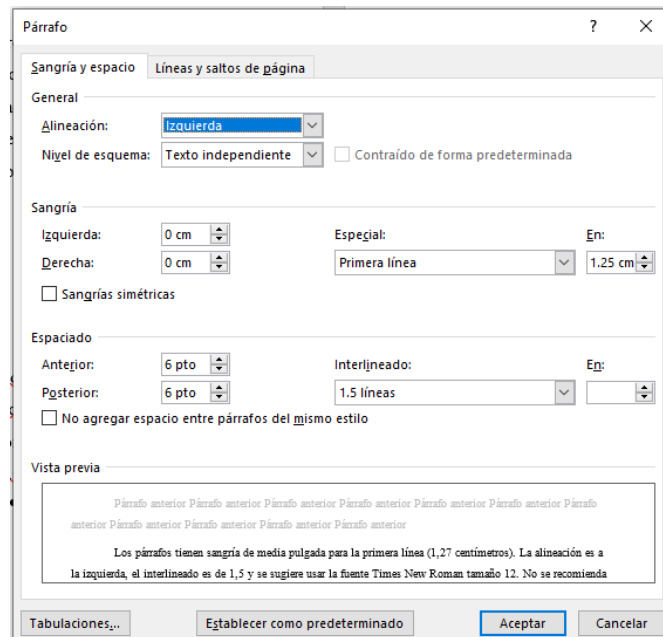 Párrafo ? X
Sangría y espacio Líneas y saltos de página
General
Alineación: Izquierda
Nivel de esquema: Texto independiente Contraído de forma predeterminada
Sangría
Izquierda: 0 cm Especial: En:
Derecha: 0 cm Primera línea 1.25 cm
Sangrías simétricas
Espaciado
Anterior: 6 pto Interlineado: En:
Posterior: 6 pto 1.5 líneas
No agregar espacio entre párrafos del mismo estilo
Vista previa
Párrafo anterior Párrafo anterior Párrafo anterior Párrafo anterior Párrafo anterior Párrafo anterior Párrafo
anterior Párrafo anterior Párrafo anterior Párrafo anterior Párrafo anterior
Los párrafos tienen sangría de media pulgada para la primera línea (1,27 centímetros). La alineación es a
la izquierda, el interlineado es de 1,5 y se sugiere usar la fuente Times New Roman tamaño 12. No se recomienda
Tabulaciones... Establecer como predeterminado Aceptar Cancelar